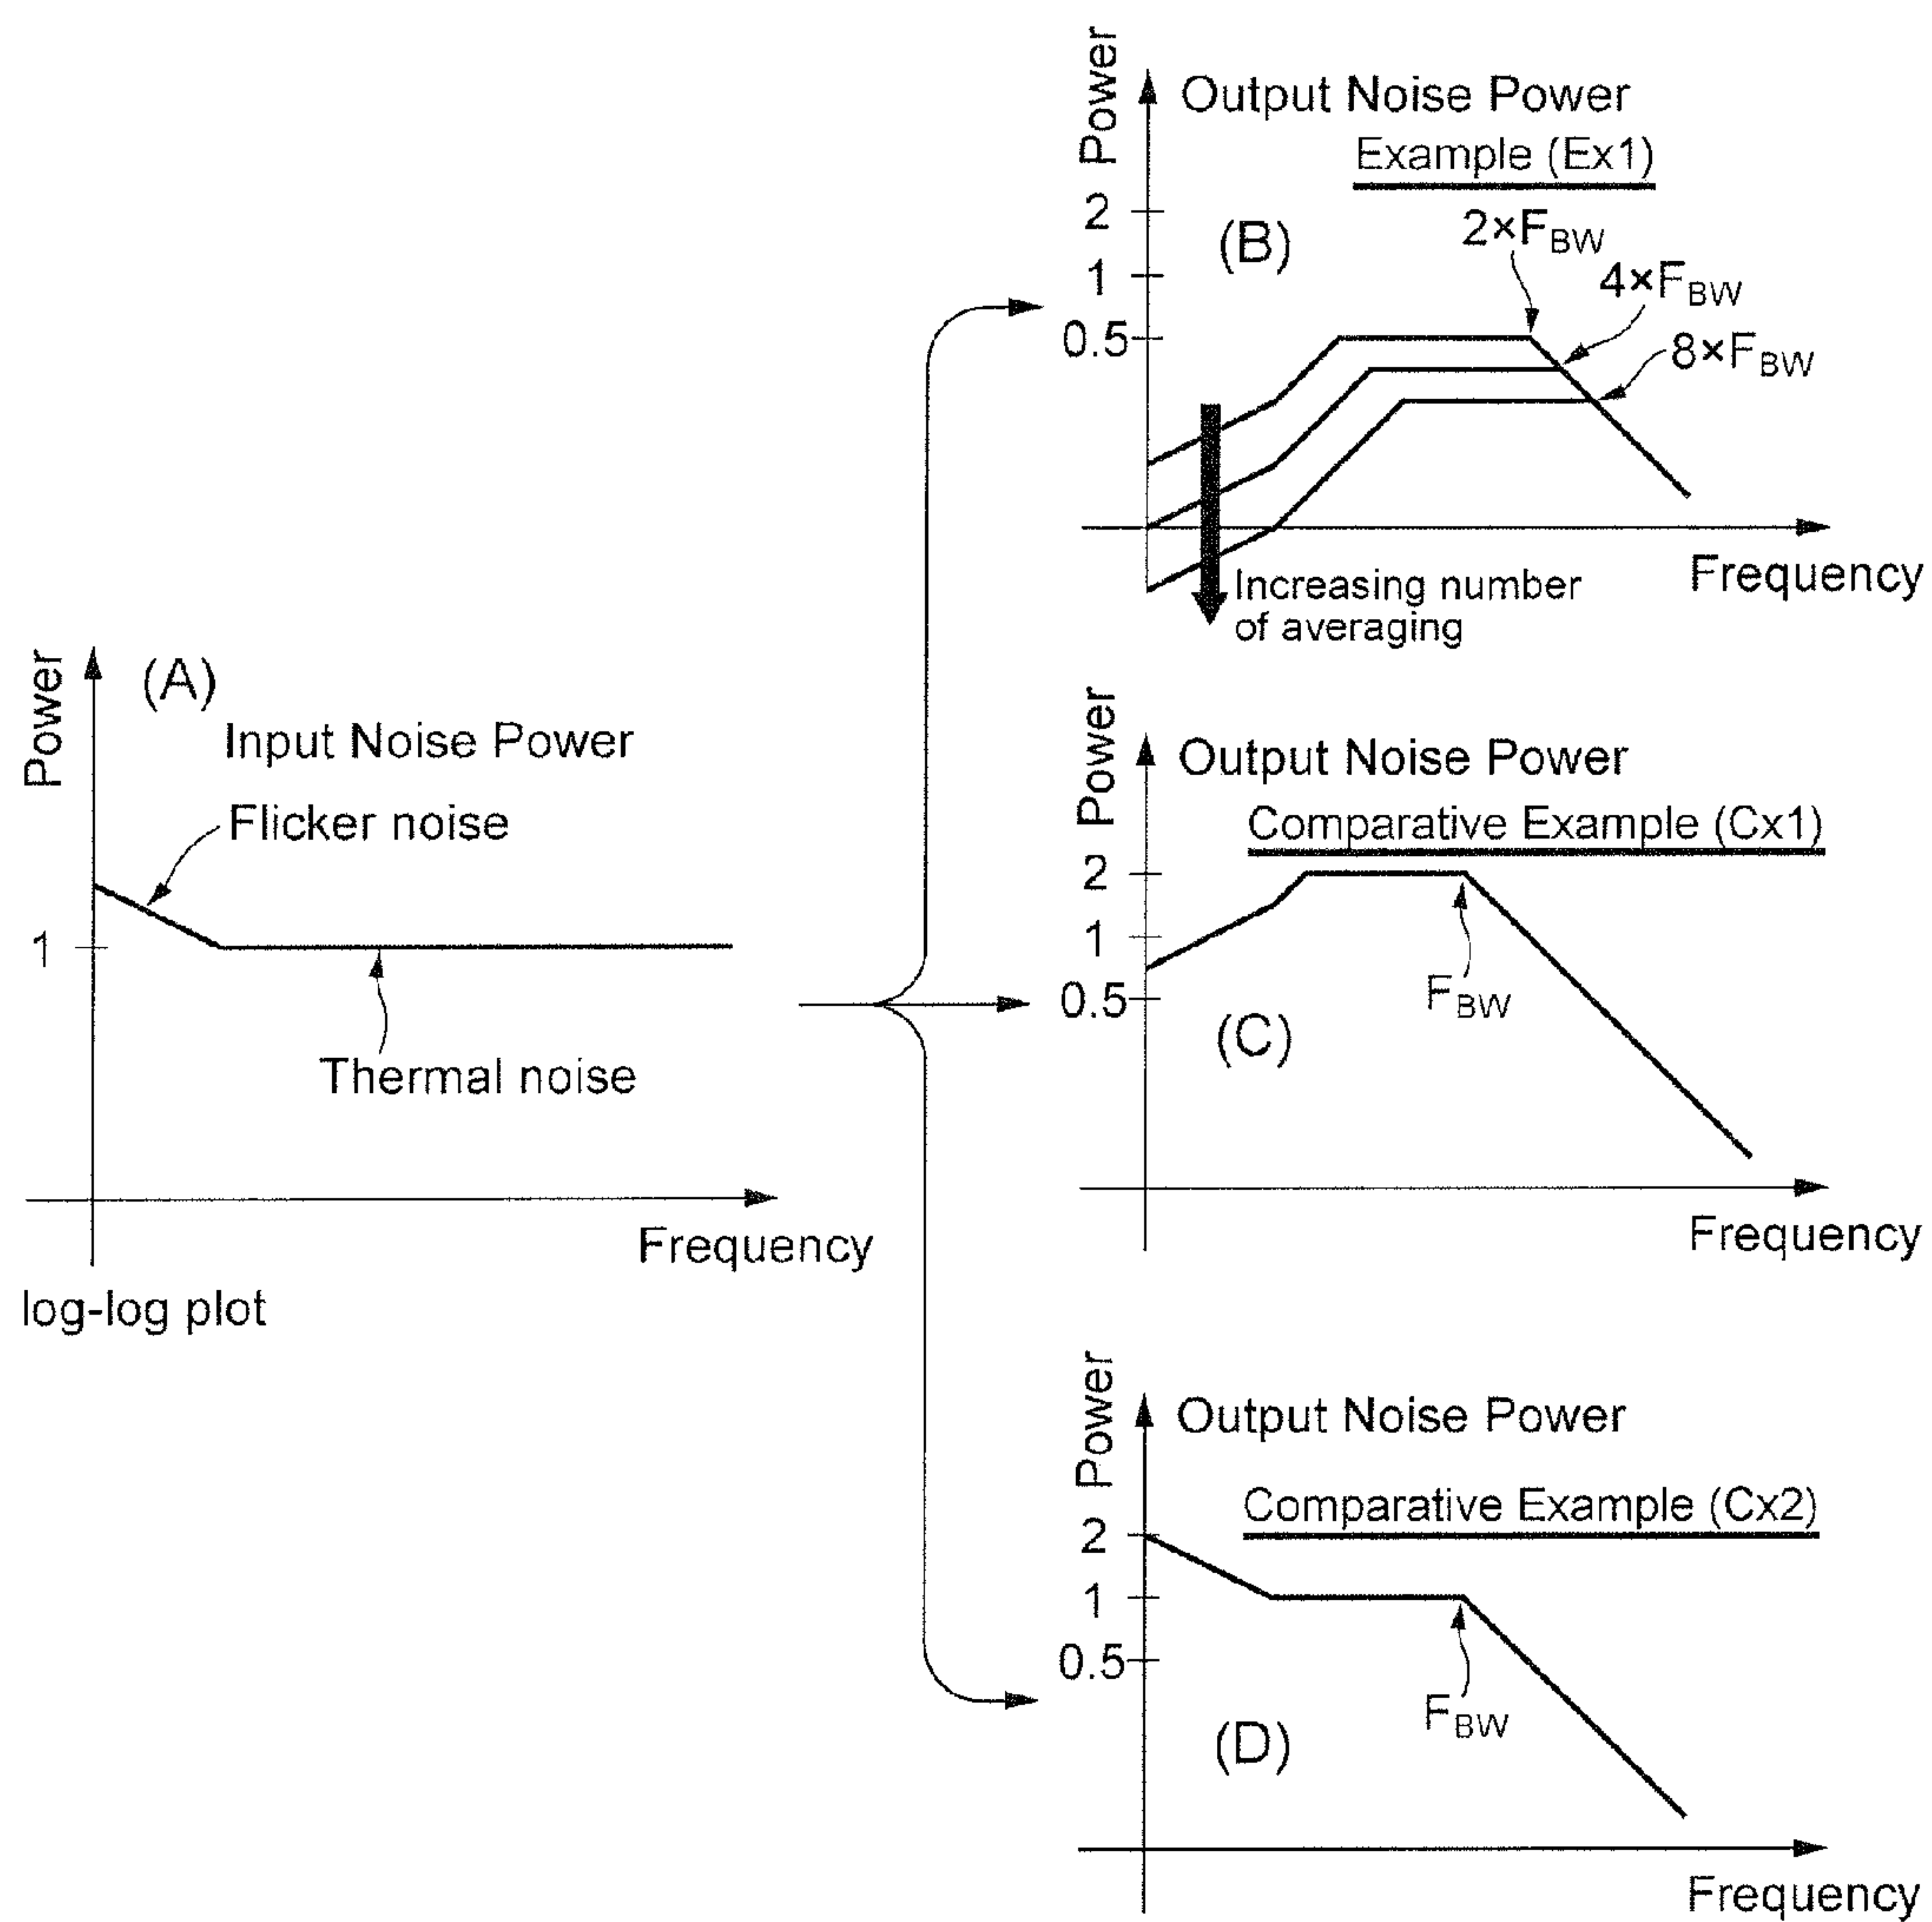 (A)
Power
Input Noise Power
Flicker noise
1
Thermal noise
Frequency
log-log plot
Power
Output Noise Power
Example (Ex1)
(B)
2×FBW
4×FBW
8×FBW
2
1
0.5
Frequency
Increasing number
of averaging
Power
Output Noise Power
Comparative Example (Cx1)
2
1
0.5
FBW
(C)
Frequency
Power
Output Noise Power
Comparative Example (Cx2)
2
1
0.5
FBW
(D)
Frequency